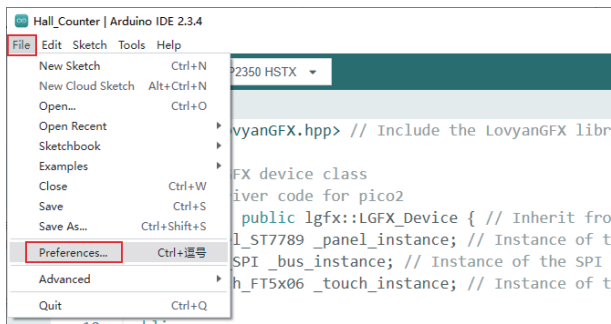 Hall_Counter | Arduino IDE 2.3.4
File Edit Sketch Tools Help
New Sketch Ctrl+N
New Cloud Sketch Alt+Ctrl+N
Open... Ctrl+O
Open Recent
Sketchbook
Examples
Close Ctrl+W
Save Ctrl+S
Save As... Ctrl+Shift+S
Preferences... Ctrl+逗号
Advanced
Quit Ctrl+Q
P2350 HSTX
ovyanGFX.hpp> // Include the LovyanGFX libr
FX device class
iver code for pico2
public lgfx::LGFX_Device { // Inherit fro
l_ST7789 _panel_instance; // Instance of t
SPI _bus_instance; // Instance of the SPI
h_FT5x06 _touch_instance; // Instance of t